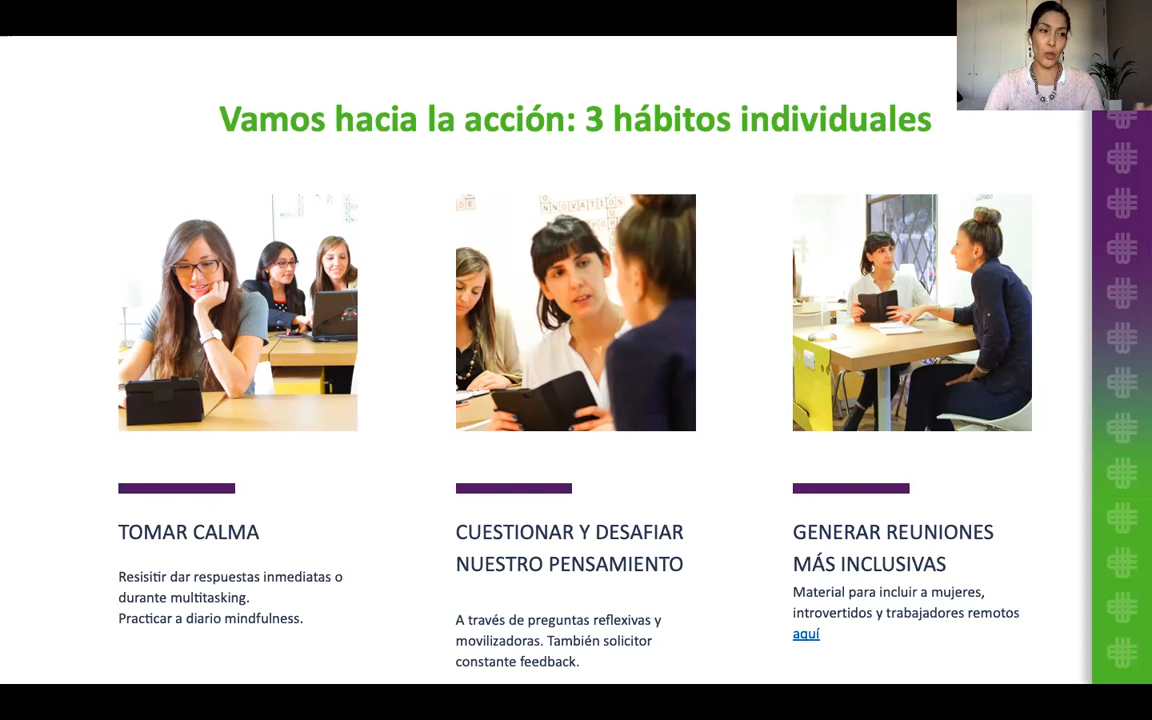 Vamos hacia la acción: 3 hábitos individuales
TOMAR CALMA
Resisitir dar respuestas inmediatas o
durante multitasking.
Practicar a diario mindfulness.
CUESTIONAR Y DESAFIAR
NUESTRO PENSAMIENTO
A través de preguntas reflexivas y
movilizadoras. También solicitor
constante feedback.
GENERAR REUNIONES
MÁS INCLUSIVAS
Material para incluir a mujeres,
introvertidos y trabajadores remotos
aquí